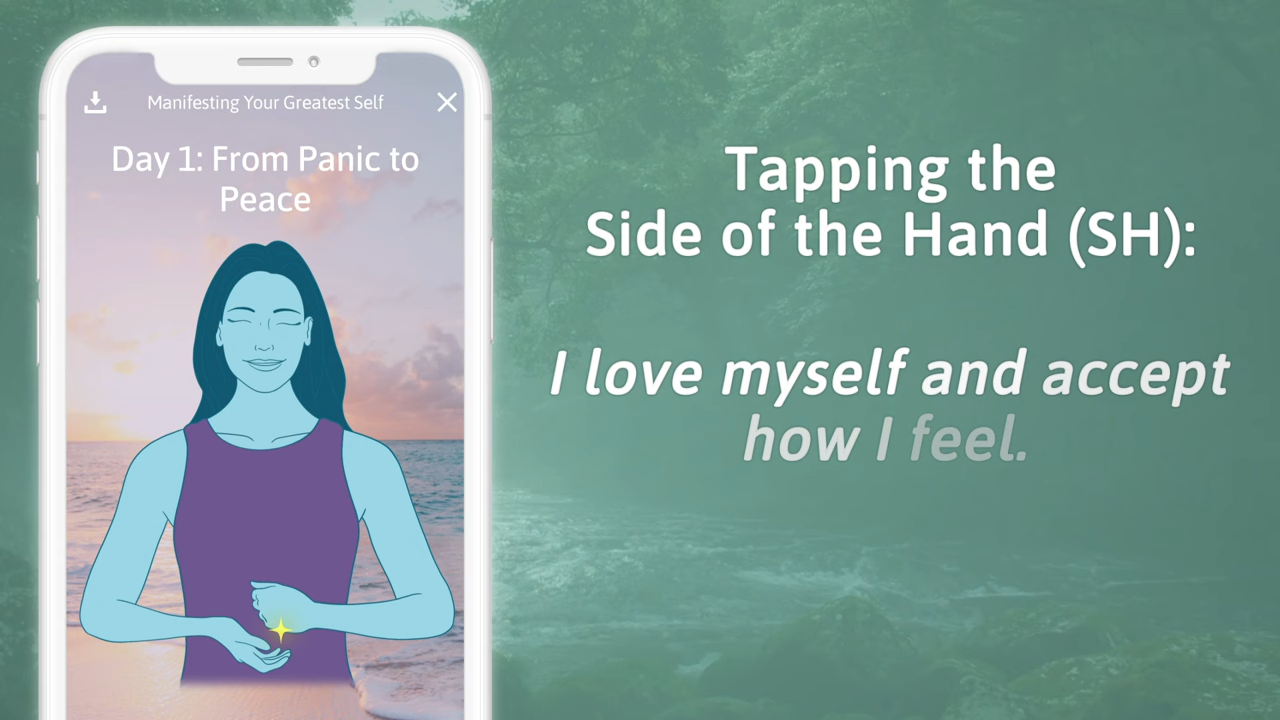 Manifesting Your Greatest Self
Day 1: From Panic to
Peace
Tapping the
Side of the Hand (SH):
I love myself and accept
how I feel.